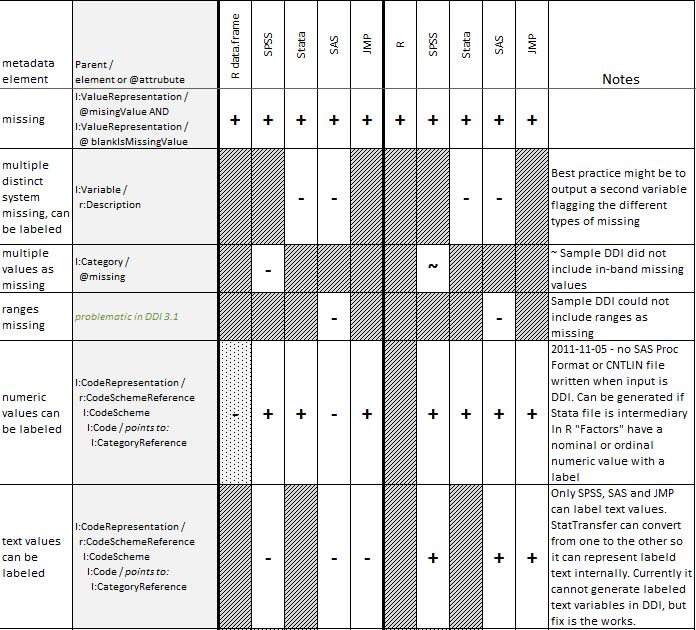 metadata
element
Parent /
element or @attrubute
R data.frame
SPSS
Stata
SAS
JMP
R
SPSS
Stata
SAS
JMP
Notes
missing
l:ValueRepresentation /
@misingValue AND
l:ValueRepresentation /
@ blankIsMissingValue
+ + + + + + + + + +
multiple
distinct
system
missing, can
be labeled
l:Variable /
r:Description
- - - -
Best practice might be to
output a second variable
flagging the different
types of missing
multiple
values as
missing
l:Category /
@missing
- ~
~ Sample DDI did not
include in-band missing
values
ranges
missing
problematic in DDI 3.1
- -
Sample DDI could not
include ranges as
missing
numeric
values can
be labeled
l:CodeRepresentation /
r:CodeSchemeReference
l:CodeScheme
l:Code / points to:
l:CategoryReference
- + + - + + + + +
2011-11-05 - no SAS Proc
Format or CNTLIN file
written when input is
DDI. Can be generated if
Stata file is intermediary
In R "Factors" have a
nominal or ordinal
numeric value with a
label
text values
can be
labeled
l:CodeRepresentation /
r:CodeSchemeReference
l:CodeScheme
l:Code / points to:
l:CategoryReference
- - - + + +
Only SPSS, SAS and JMP
can label text values.
StatTransfer can convert
from one to the other so
it can represent labeld
text internally. Currently it
cannot generate labeled
text variables in DDI, but
fix is the works.